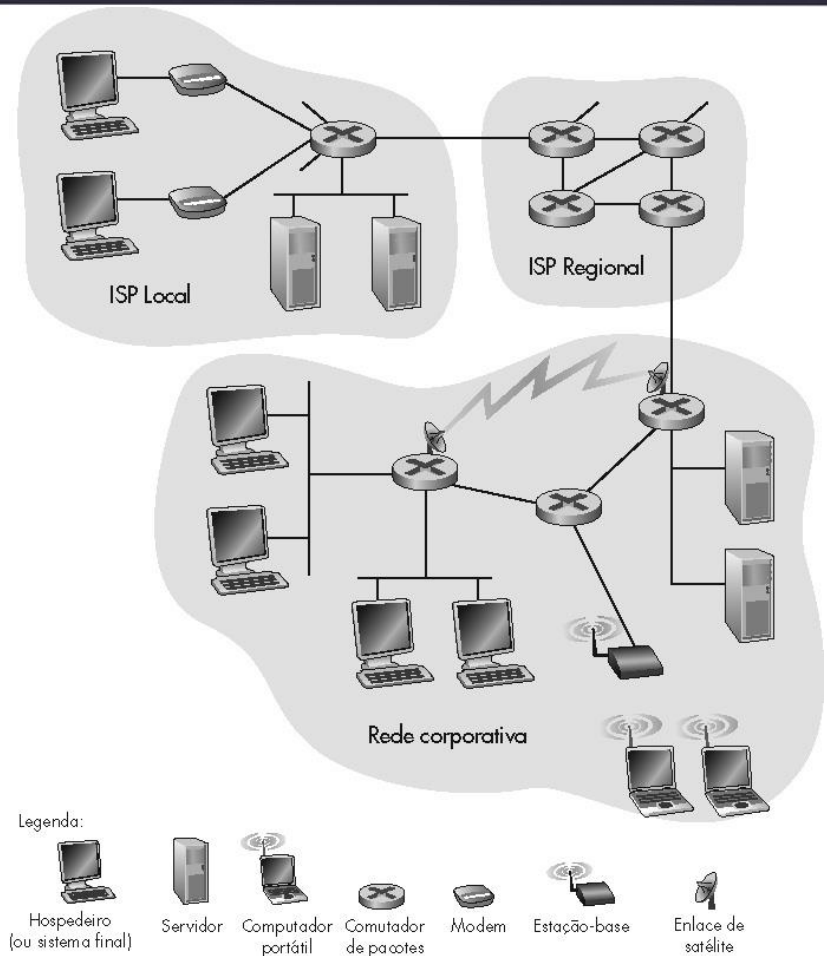 ISP Local
ISP Regional
Rede corporativa
Legenda:
Hospedeiro
(ou sistema final)
Servidor
Computador
portátil
Comutador
de pacotes
Modem
Estação-base
Enlace de
satélite